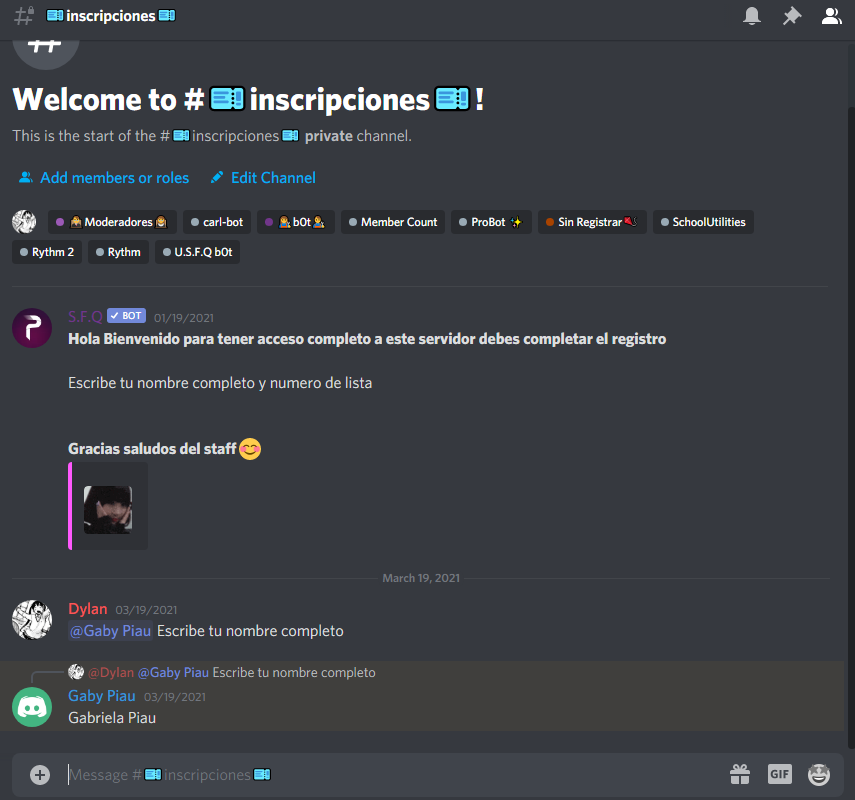 inscripciones
Welcome to # inscripciones !
This is the start of the # inscripciones private channel.
Add members or roles Edit Channel
Moderadores carl-bot b0t Member Count ProBot Sin Registrar SchoolUtilities
Rythm 2 Rythm U.S.F.Q b0t
S.F.Q BOT 01/19/2021
Hola Bienvenido para tener acceso completo a este servidor debes completar el registro
Escribe tu nombre completo y numero de lista
Gracias saludos del staff
March 19, 2021
Dylan 03/19/2021
@Gaby Piau Escribe tu nombre completo
@Dylan @Gaby Piau Escribe tu nombre completo
Gaby Piau 03/19/2021
Gabriela Piau
Message # inscripciones
GIF